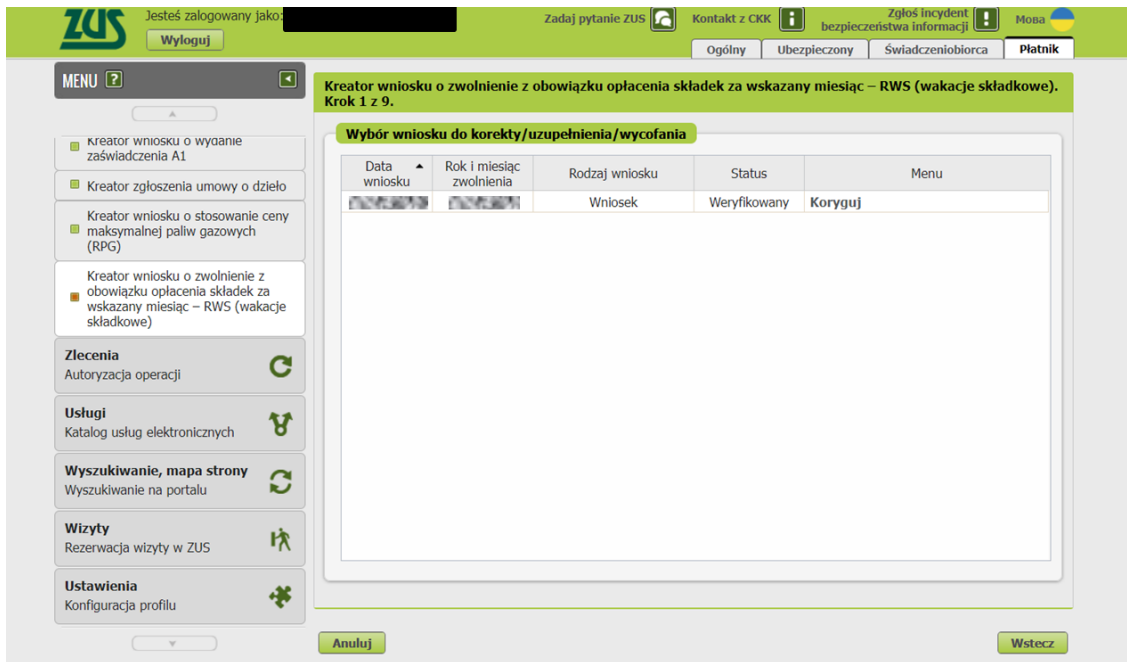 ZUS
Jesteś zalogowany jako:
Wyloguj
Zadaj pytanie ZUS
Kontakt z CKK
Zgłoś incydent
bezpieczeństwa informacji
Мова
Ogólny
Ubezpieczony
Świadczeniobiorca
Płatnik
MENU ?
Kreator wniosku o wydanie
zaświadczenia A1
Kreator zgłoszenia umowy o dzieło
Kreator wniosku o stosowanie ceny
maksymalnej paliw gazowych
(RPG)
Kreator wniosku o zwolnienie z
obowiązku opłacenia składek za
wskazany miesiąc – RWS (wakacje
składkowe)
Zlecenia
Autoryzacja operacji
Usługi
Katalog usług elektronicznych
Wyszukiwanie, mapa strony
Wyszukiwanie na portalu
Wizyty
Rezerwacja wizyty w ZUS
Ustawienia
Konfiguracja profilu
Kreator wniosku o zwolnienie z obowiązku opłacenia składek za wskazany miesiąc – RWS (wakacje składkowe).
Krok 1 z 9.
Wybór wniosku do korekty/uzupełnienia/wycofania
Data
wniosku
Rok i miesiąc
zwolnienia
Rodzaj wniosku
Status
Menu
Wniosek
Weryfikowany
Koryguj
Anuluj
Wstecz